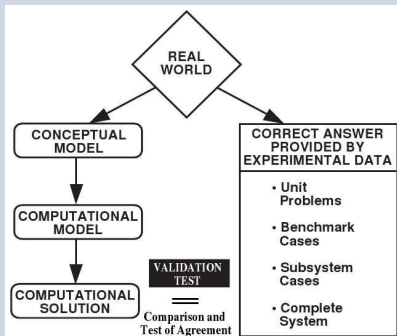 REAL
WORLD
CONCEPTUAL
MODEL
COMPUTATIONAL
MODEL
COMPUTATIONAL
SOLUTION
VALIDATION
TEST
Comparison and
Test of Agreement
CORRECT ANSWER
PROVIDED BY
EXPERIMENTAL DATA
• Unit
Problems
• Benchmark
Cases
• Subsystem
Cases
• Complete
System